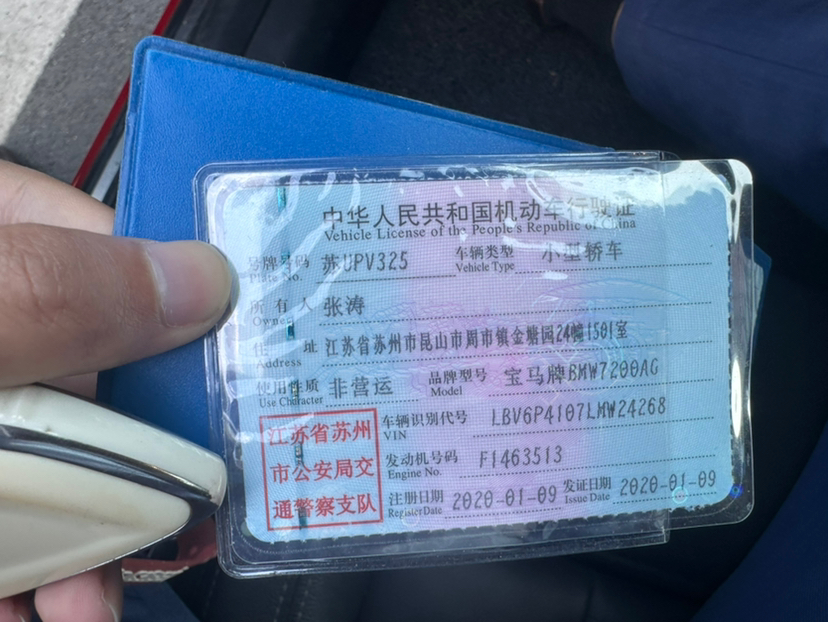 中华人民共和国机动车行驶证
Vehicle License of the People's Republic of China
号牌号码 苏UPV325 车辆类型 小型轿车
Plate No. Vehicle Type
所有人 张涛
Owner
住址 江苏省苏州市昆山市周市镇金塘园24幢1501室
Address
使用性质 非营运 品牌型号 宝马牌BMW7200AG
Use Character Model
江苏省苏州市公安局交通警察支队
车辆识别代号 LBV6P4107LMW24268
VIN
发动机号码 F1463513
Engine No.
注册日期 2020-01-09 发证日期 2020-01-09
Register Date Issue Date